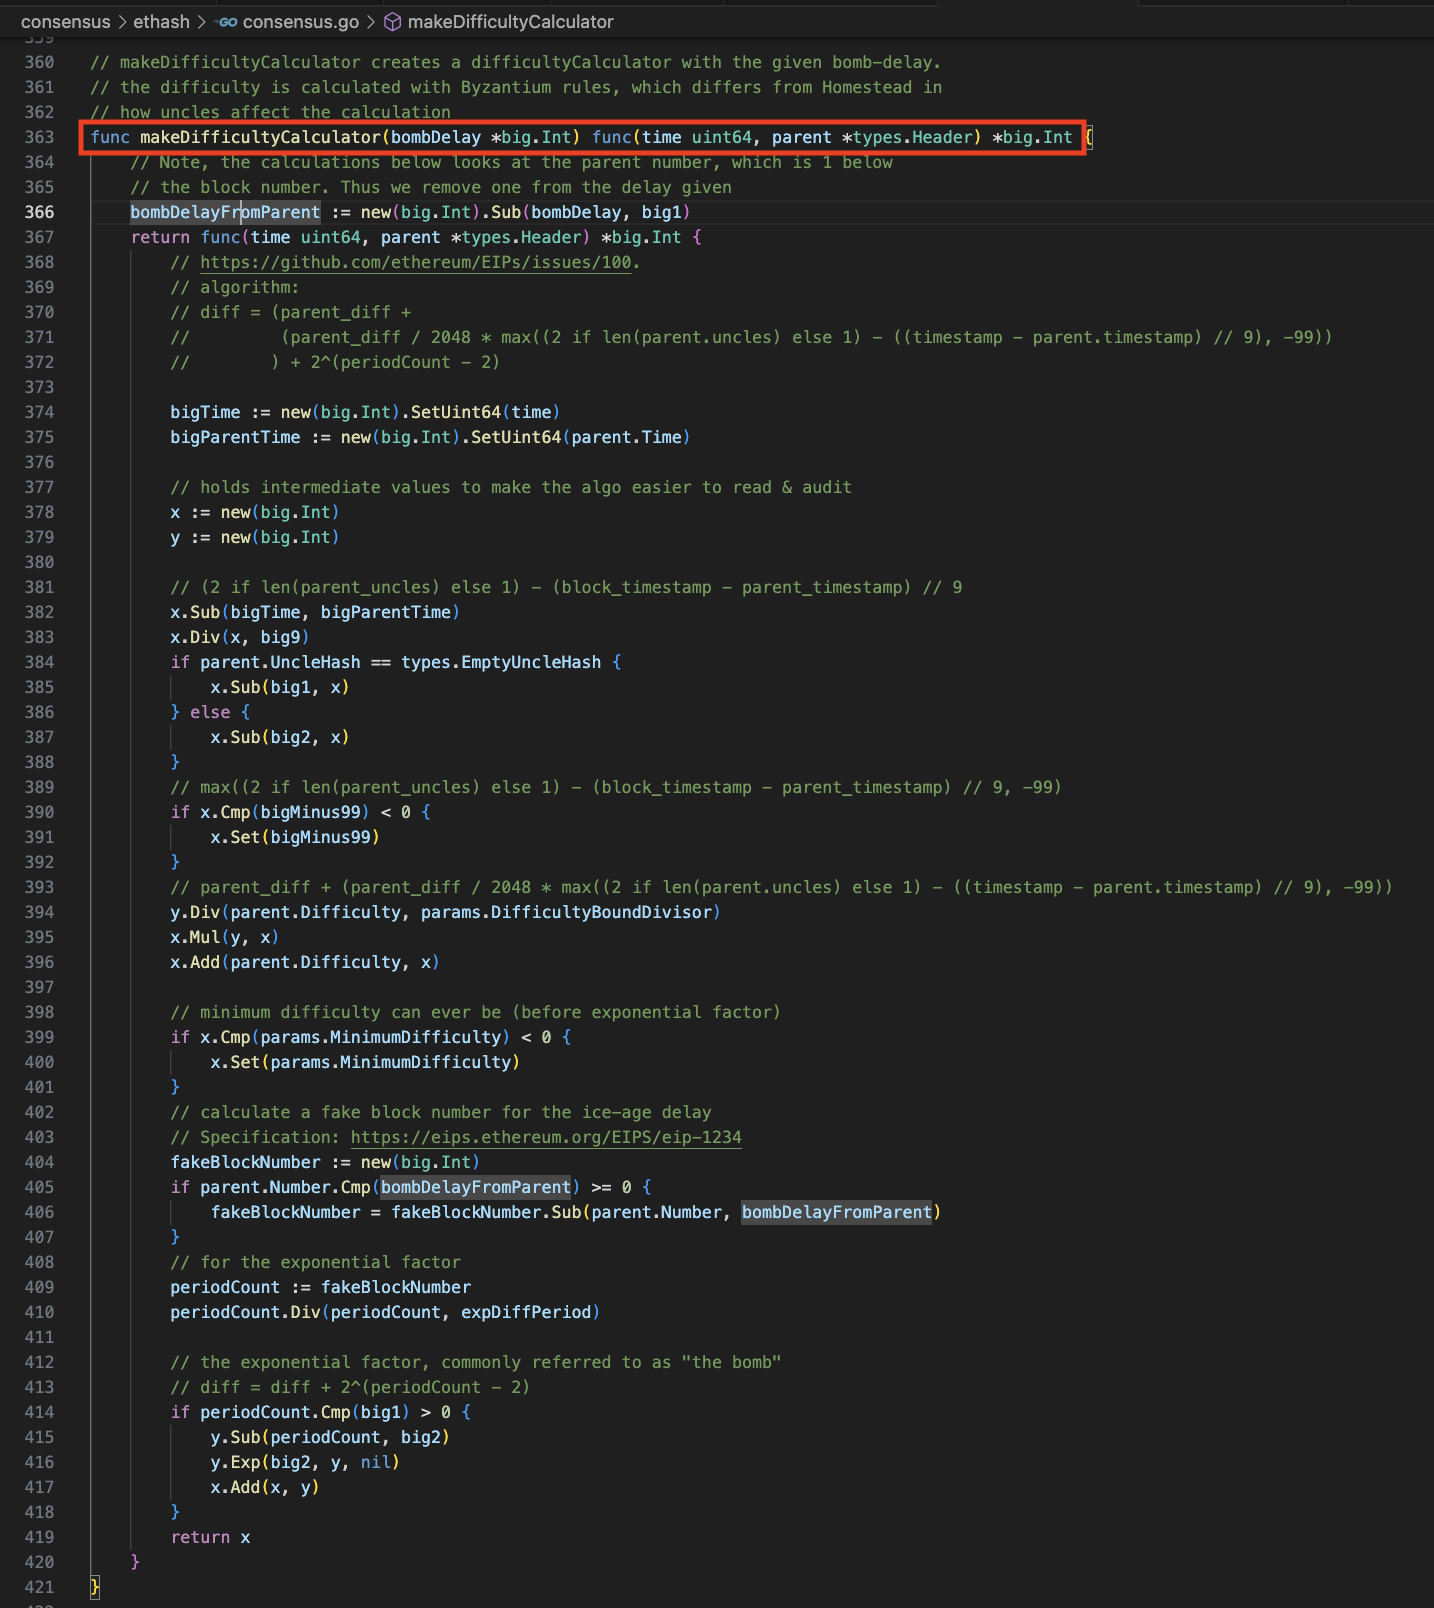 consensus > ethash > GO consensus.go > makeDifficultyCalculator
359
360 // makeDifficultyCalculator creates a difficultyCalculator with the given bomb-delay.
361 // the difficulty is calculated with Byzantium rules, which differs from Homestead in
362 // how uncles affect the calculation
363 func makeDifficultyCalculator(bombDelay *big.Int) func(time uint64, parent *types.Header) *big.Int {
364     // Note, the calculations below looks at the parent number, which is 1 below
365     // the block number. Thus we remove one from the delay given
366     bombDelayFromParent := new(big.Int).Sub(bombDelay, big1)
367     return func(time uint64, parent *types.Header) *big.Int {
368         // https://github.com/ethereum/EIPs/issues/100.
369         // algorithm:
370         // diff = (parent_diff +
371         //         (parent_diff / 2048 * max((2 if len(parent.uncles) else 1) - ((timestamp - parent.timestamp) // 9), -99))
372         //        ) + 2^(periodCount - 2)
373
374         bigTime := new(big.Int).SetUint64(time)
375         bigParentTime := new(big.Int).SetUint64(parent.Time)
376
377         // holds intermediate values to make the algo easier to read & audit
378         x := new(big.Int)
379         y := new(big.Int)
380
381         // (2 if len(parent_uncles) else 1) - (block_timestamp - parent_timestamp) // 9
382         x.Sub(bigTime, bigParentTime)
383         x.Div(x, big9)
384         if parent.UncleHash == types.EmptyUncleHash {
385             x.Sub(big1, x)
386         } else {
387             x.Sub(big2, x)
388         }
389         // max((2 if len(parent_uncles) else 1) - (block_timestamp - parent_timestamp) // 9, -99)
390         if x.Cmp(bigMinus99) < 0 {
391             x.Set(bigMinus99)
392         }
393         // parent_diff + (parent_diff / 2048 * max((2 if len(parent.uncles) else 1) - ((timestamp - parent.timestamp) // 9), -99))
394         y.Div(parent.Difficulty, params.DifficultyBoundDivisor)
395         x.Mul(y, x)
396         x.Add(parent.Difficulty, x)
397
398         // minimum difficulty can ever be (before exponential factor)
399         if x.Cmp(params.MinimumDifficulty) < 0 {
400             x.Set(params.MinimumDifficulty)
401         }
402         // calculate a fake block number for the ice-age delay
403         // Specification: https://eips.ethereum.org/EIPS/eip-1234
404         fakeBlockNumber := new(big.Int)
405         if parent.Number.Cmp(bombDelayFromParent) >= 0 {
406             fakeBlockNumber = fakeBlockNumber.Sub(parent.Number, bombDelayFromParent)
407         }
408         // for the exponential factor
409         periodCount := fakeBlockNumber
410         periodCount.Div(periodCount, expDiffPeriod)
411
412         // the exponential factor, commonly referred to as "the bomb"
413         // diff = diff + 2^(periodCount - 2)
414         if periodCount.Cmp(big1) > 0 {
415             y.Sub(periodCount, big2)
416             y.Exp(big2, y, nil)
417             x.Add(x, y)
418         }
419         return x
420     }
421 }